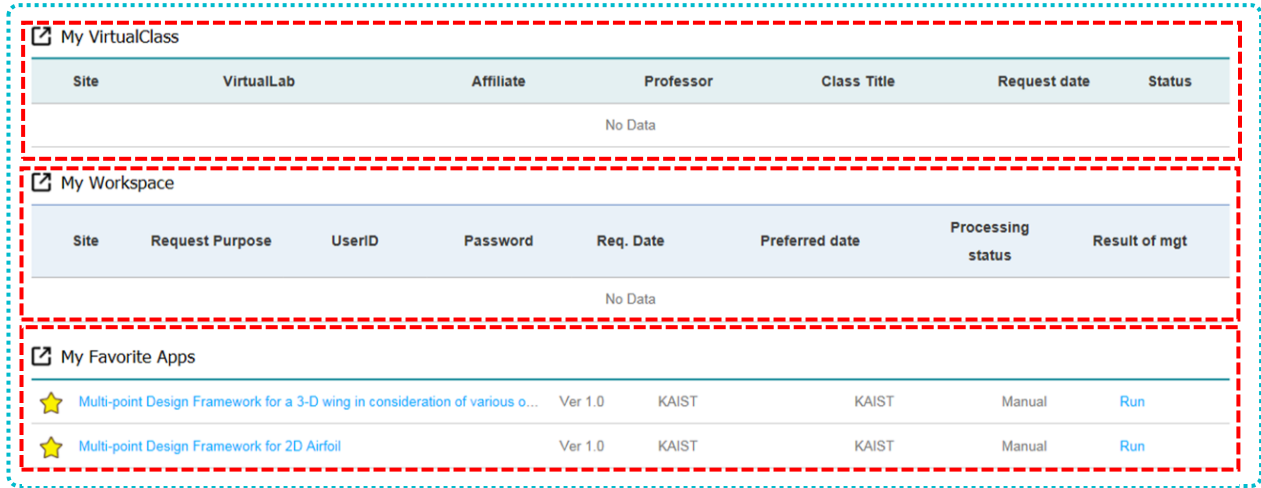 My VirtualClass
Site VirtualLab Affiliate Professor Class Title Request date Status
No Data
My Workspace
Site Request Purpose UserID Password Req. Date Preferred date Processing status Result of mgt
No Data
My Favorite Apps
Multi-point Design Framework for a 3-D wing in consideration of various o... Ver 1.0 KAIST KAIST Manual Run
Multi-point Design Framework for 2D Airfoil Ver 1.0 KAIST KAIST Manual Run